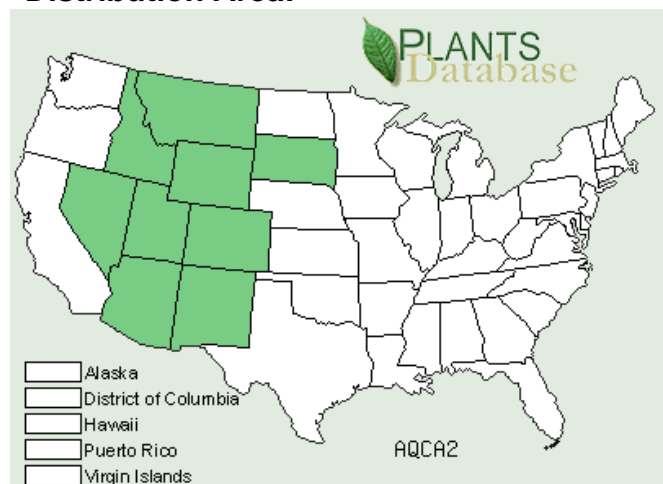 Distribution Area:
PLANTS
Database
Alaska
District of Columbia
Hawaii
Puerto Rico
Virgin Islands
AQCA2